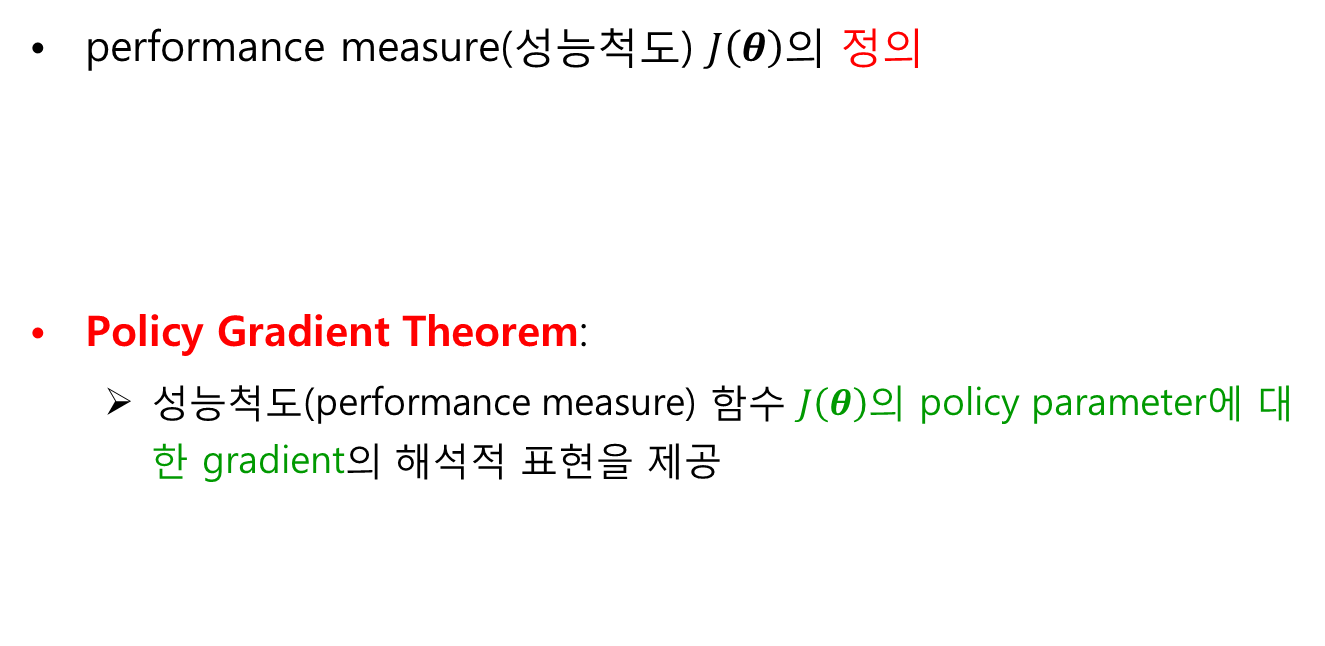 • performance measure(성능척도) 𝐽(𝜽)의 정의
• Policy Gradient Theorem:
➢ 성능척도(performance measure) 함수 𝐽(𝜽)의 policy parameter에 대
한 gradient의 해석적 표현을 제공